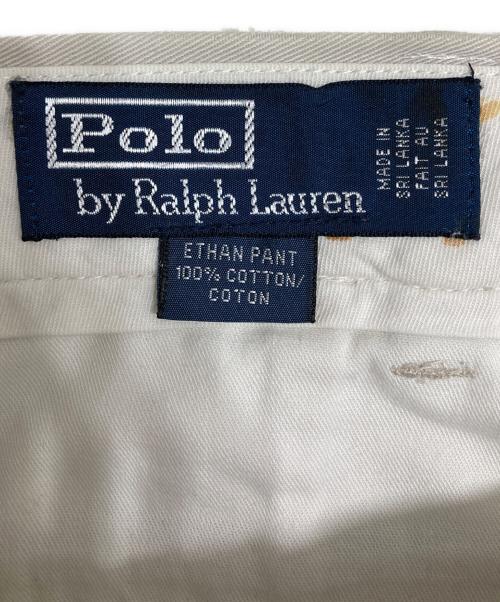 Polo
by Ralph Lauren
MADE IN
SRI LANKA
FAIT AU
SRI LANKA
ETHAN PANT
100% COTTON/
COTON